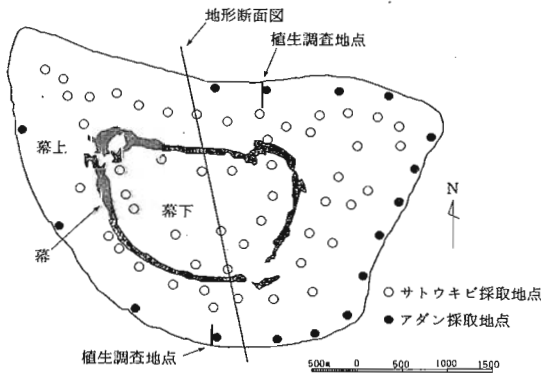 地形断面図
植生調査地点
幕上
幕下
幕
N
○ サトウキビ採取地点
● アダン採取地点
植生調査地点
500m 0 500 1000 1500